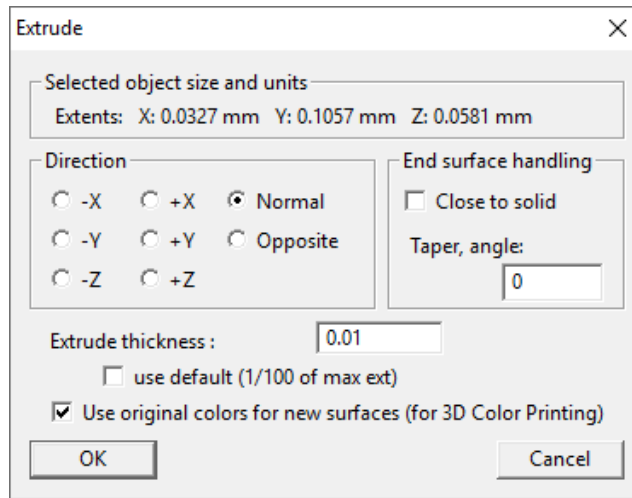 Extrude
Selected object size and units
Extents: X: 0.0327 mm Y: 0.1057 mm Z: 0.0581 mm
Direction
-X +X Normal
-Y +Y Opposite
-Z +Z
End surface handling
Close to solid
Taper, angle:
0
Extrude thickness : 0.01
use default (1/100 of max ext)
Use original colors for new surfaces (for 3D Color Printing)
OK Cancel